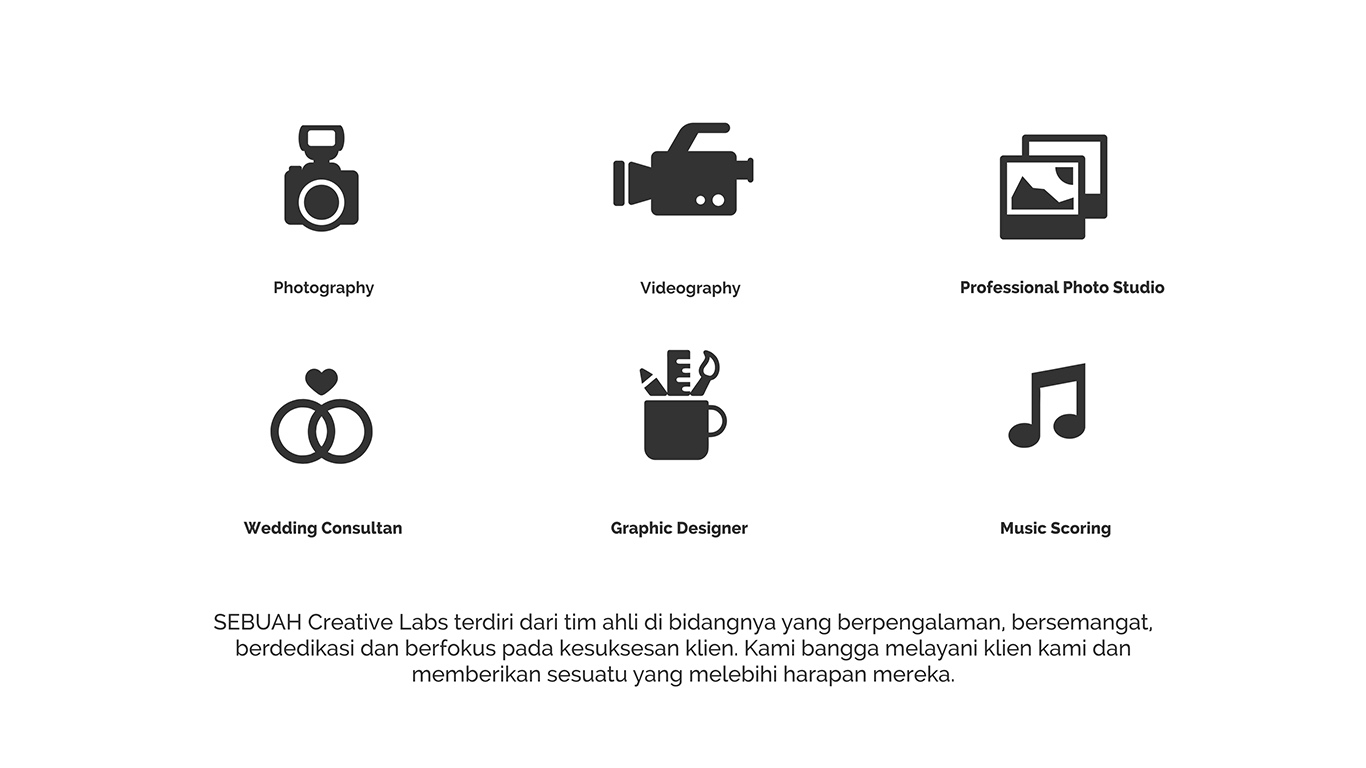 Photography
Videography
Professional Photo Studio
Wedding Consultan
Graphic Designer
Music Scoring
SEBUAH Creative Labs terdiri dari tim ahli di bidangnya yang berpengalaman, bersemangat,
berdedikasi dan berfokus pada kesuksesan klien. Kami bangga melayani klien kami dan
memberikan sesuatu yang melebihi harapan mereka.